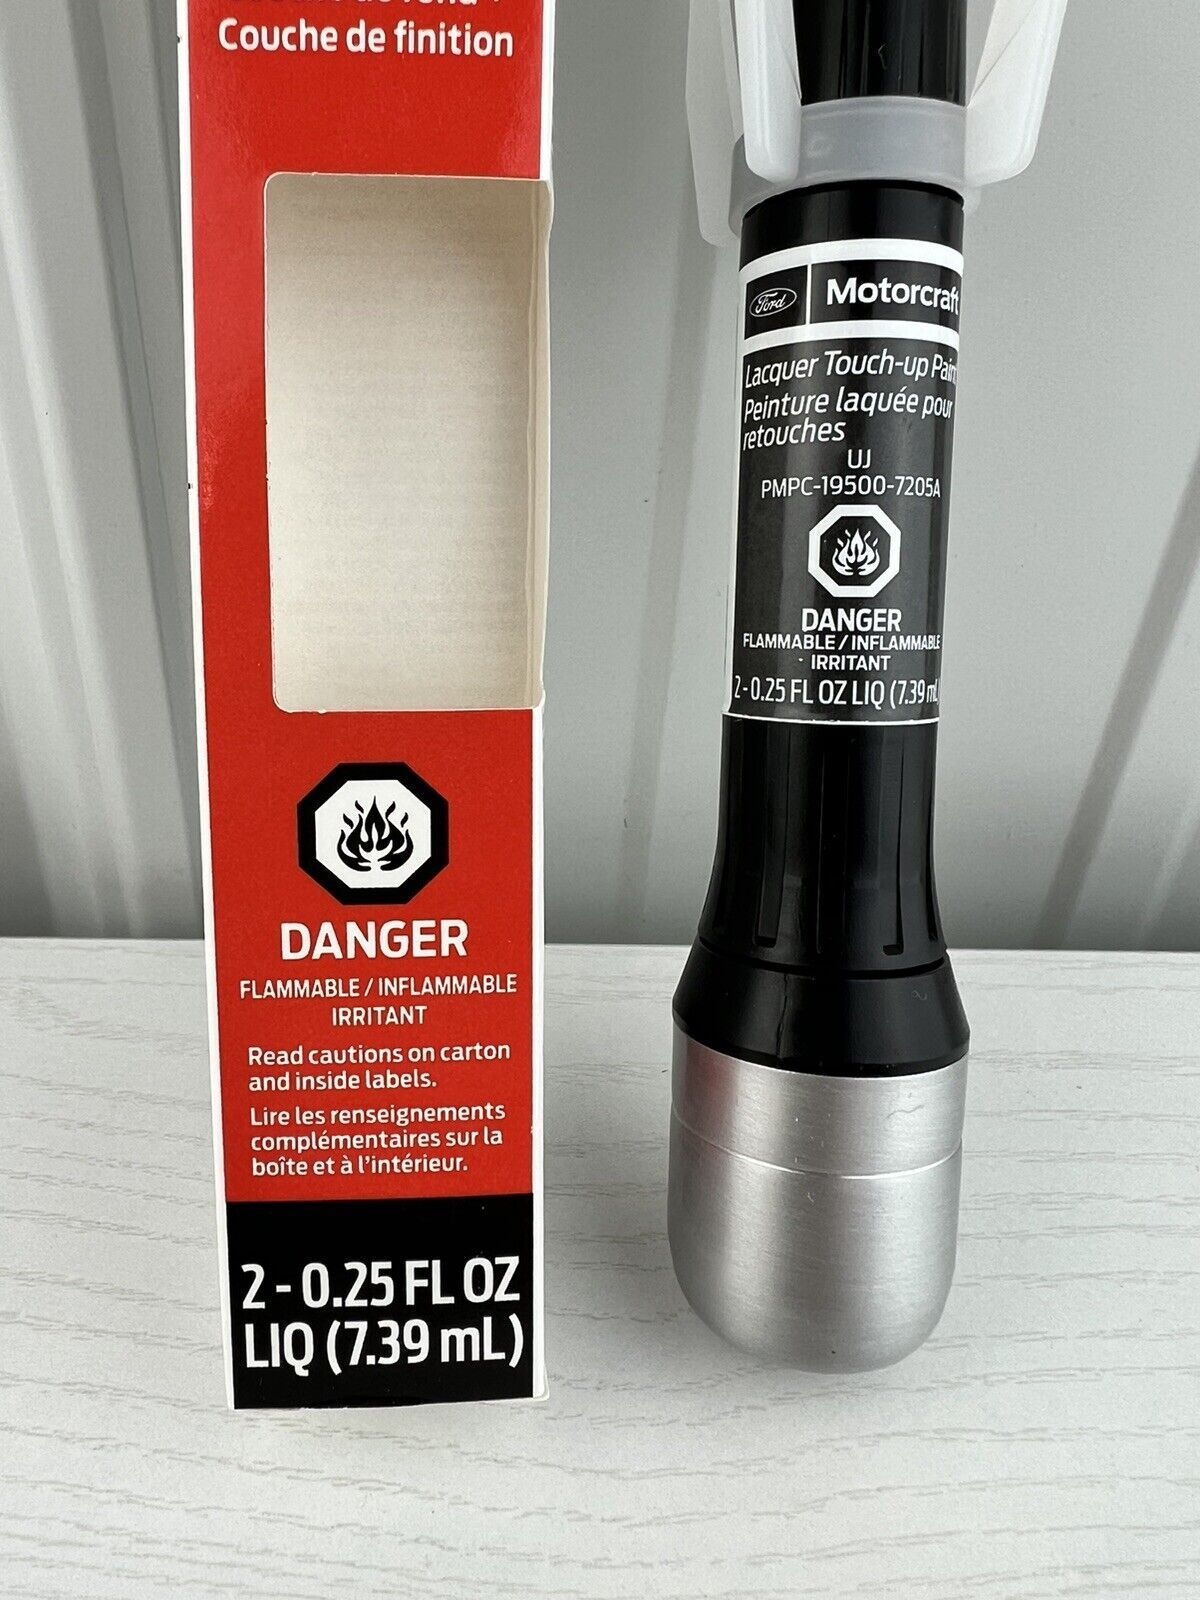 Couche de finition
DANGER
FLAMMABLE / INFLAMMABLE
IRRITANT
Read cautions on carton
and inside labels.
Lire les renseignements
complémentaires sur la
boîte et à l'intérieur.
2 - 0.25 FL OZ
LIQ (7.39 mL)
Ford Motorcraft
Lacquer Touch-up Pain
Peinture laquée pour
retouches
UJ
PMPC-19500-7205A
DANGER
FLAMMABLE / INFLAMMABLE
IRRITANT
2 - 0.25 FL OZ LIQ (7.39 mL